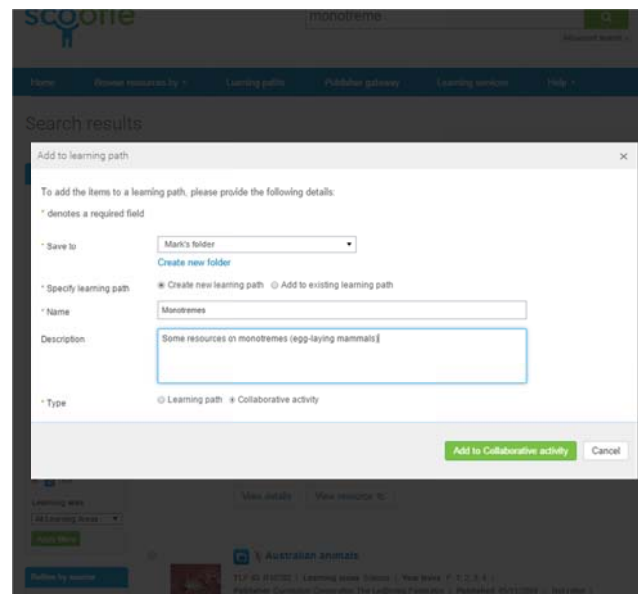 scootle
monotreme
Advanced search
Home Browse resources by Learning paths Publisher gateway Learning services Help
Search results
Add to learning path ×
To add the items to a learning path, please provide the following details:
* denotes a required field
* Save to Mark's folder
Create new folder
* Specify learning path Create new learning path Add to existing learning path
* Name Monotremes
Description Some resources on monotremes (egg-laying mammals)
* Type Learning path Collaborative activity
Add to Collaborative activity Cancel
View details View resource
Learning area
All Learning Areas
Australian animals